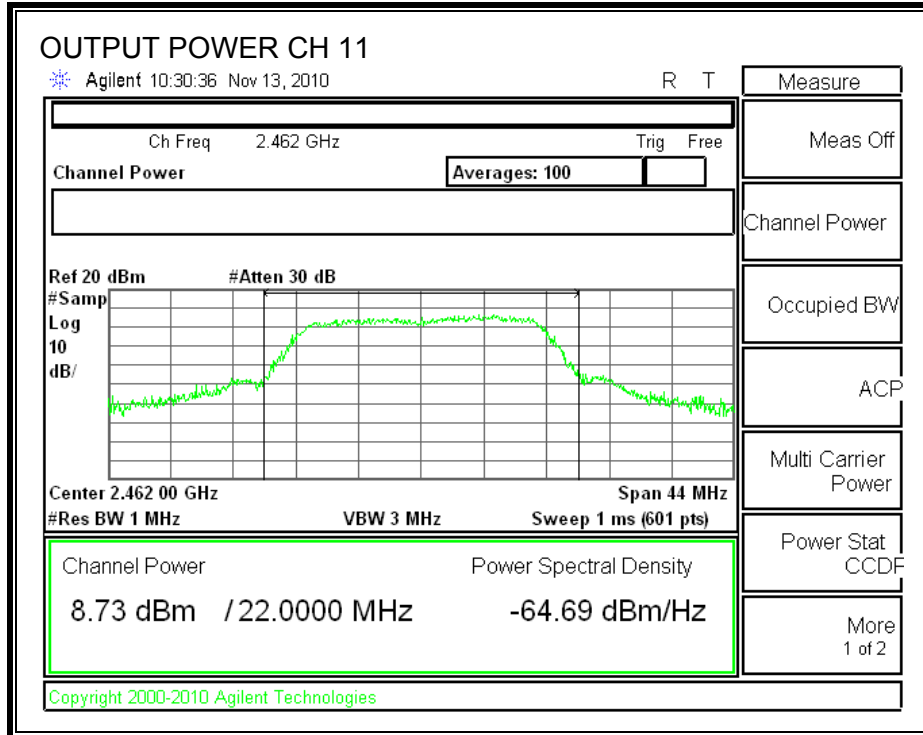 OUTPUT POWER CH 11
Agilent 10:30:36 Nov 13, 2010 R T
Measure
Ch Freq 2.462 GHz Trig Free
Meas Off
Channel Power Averages: 100
Channel Power
Ref 20 dBm #Atten 30 dB
#Samp
Log
10
dB/
Occupied BW
ACP
Multi Carrier
Power
Center 2.462 00 GHz Span 44 MHz
#Res BW 1 MHz VBW 3 MHz Sweep 1 ms (601 pts)
Power Stat
CCDF
Channel Power Power Spectral Density
8.73 dBm / 22.0000 MHz -64.69 dBm/Hz
More
1 of 2
Copyright 2000-2010 Agilent Technologies